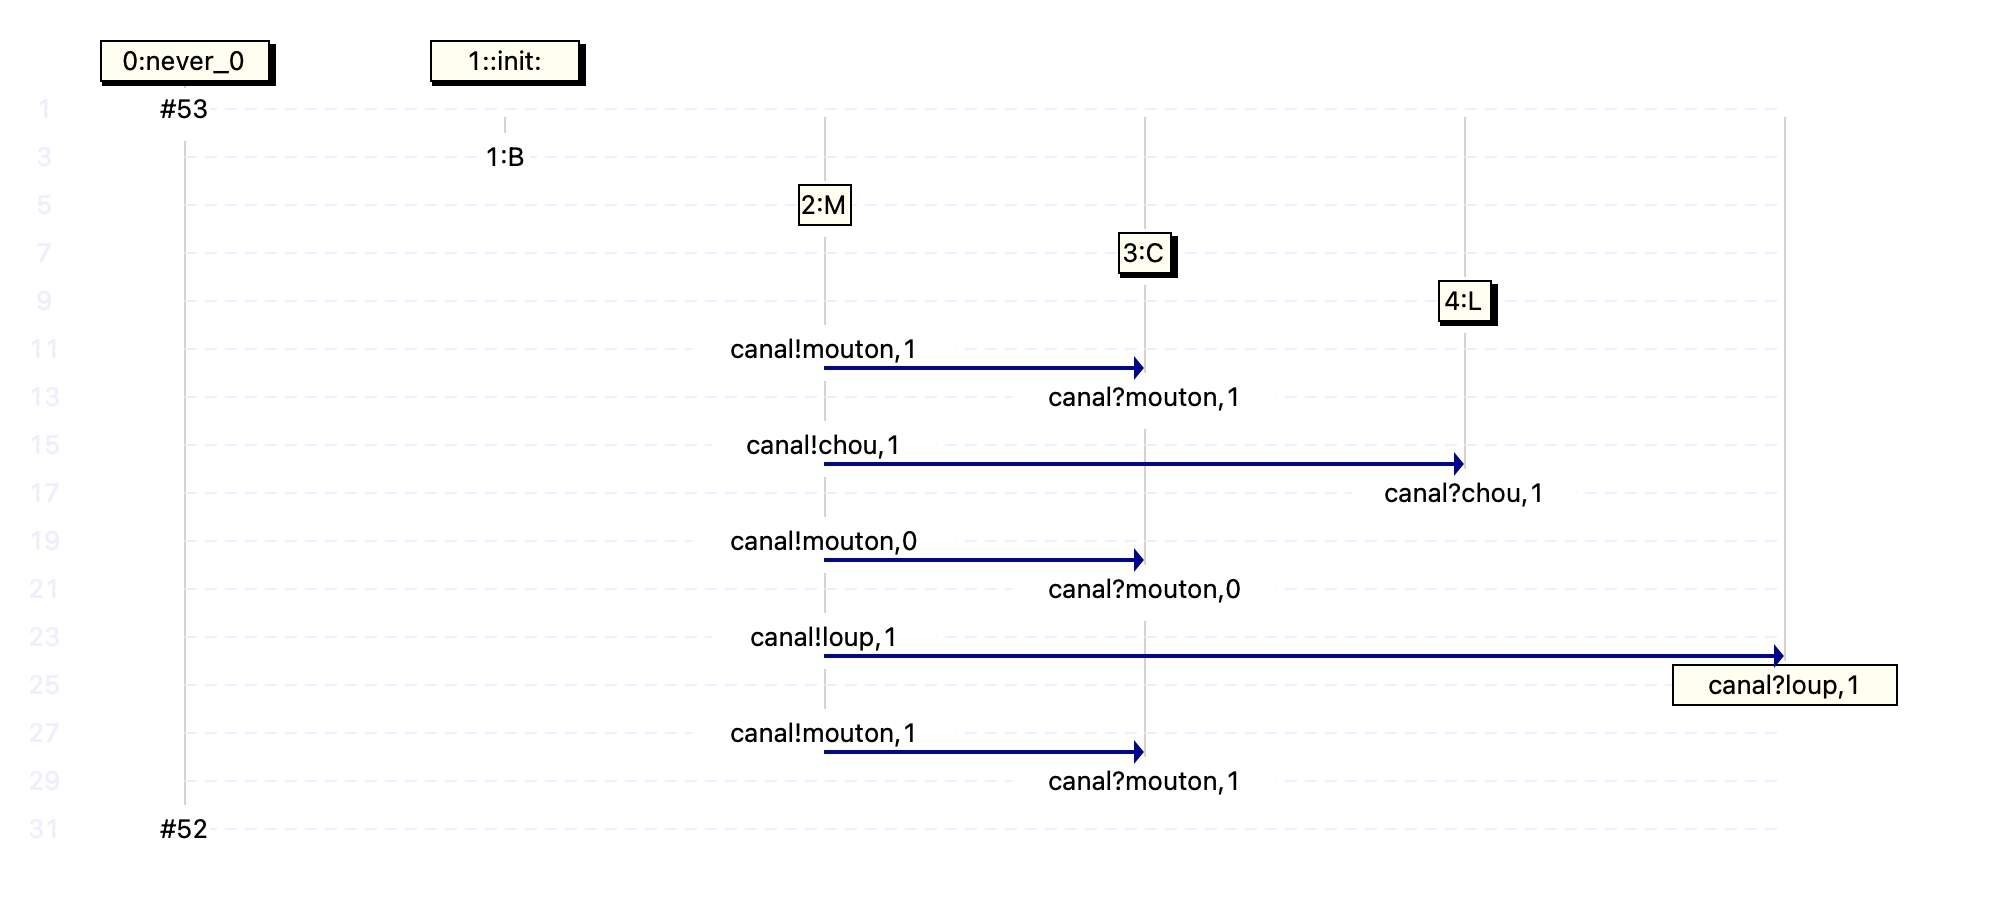 0:never_0
1::init:
1
#53
3
1:B
5
2:M
7
3:C
9
4:L
11
canal!mouton,1
13
canal?mouton,1
15
canal!chou,1
17
canal?chou,1
19
canal!mouton,0
21
canal?mouton,0
23
canal!loup,1
25
canal?loup,1
27
canal!mouton,1
29
canal?mouton,1
31
#52